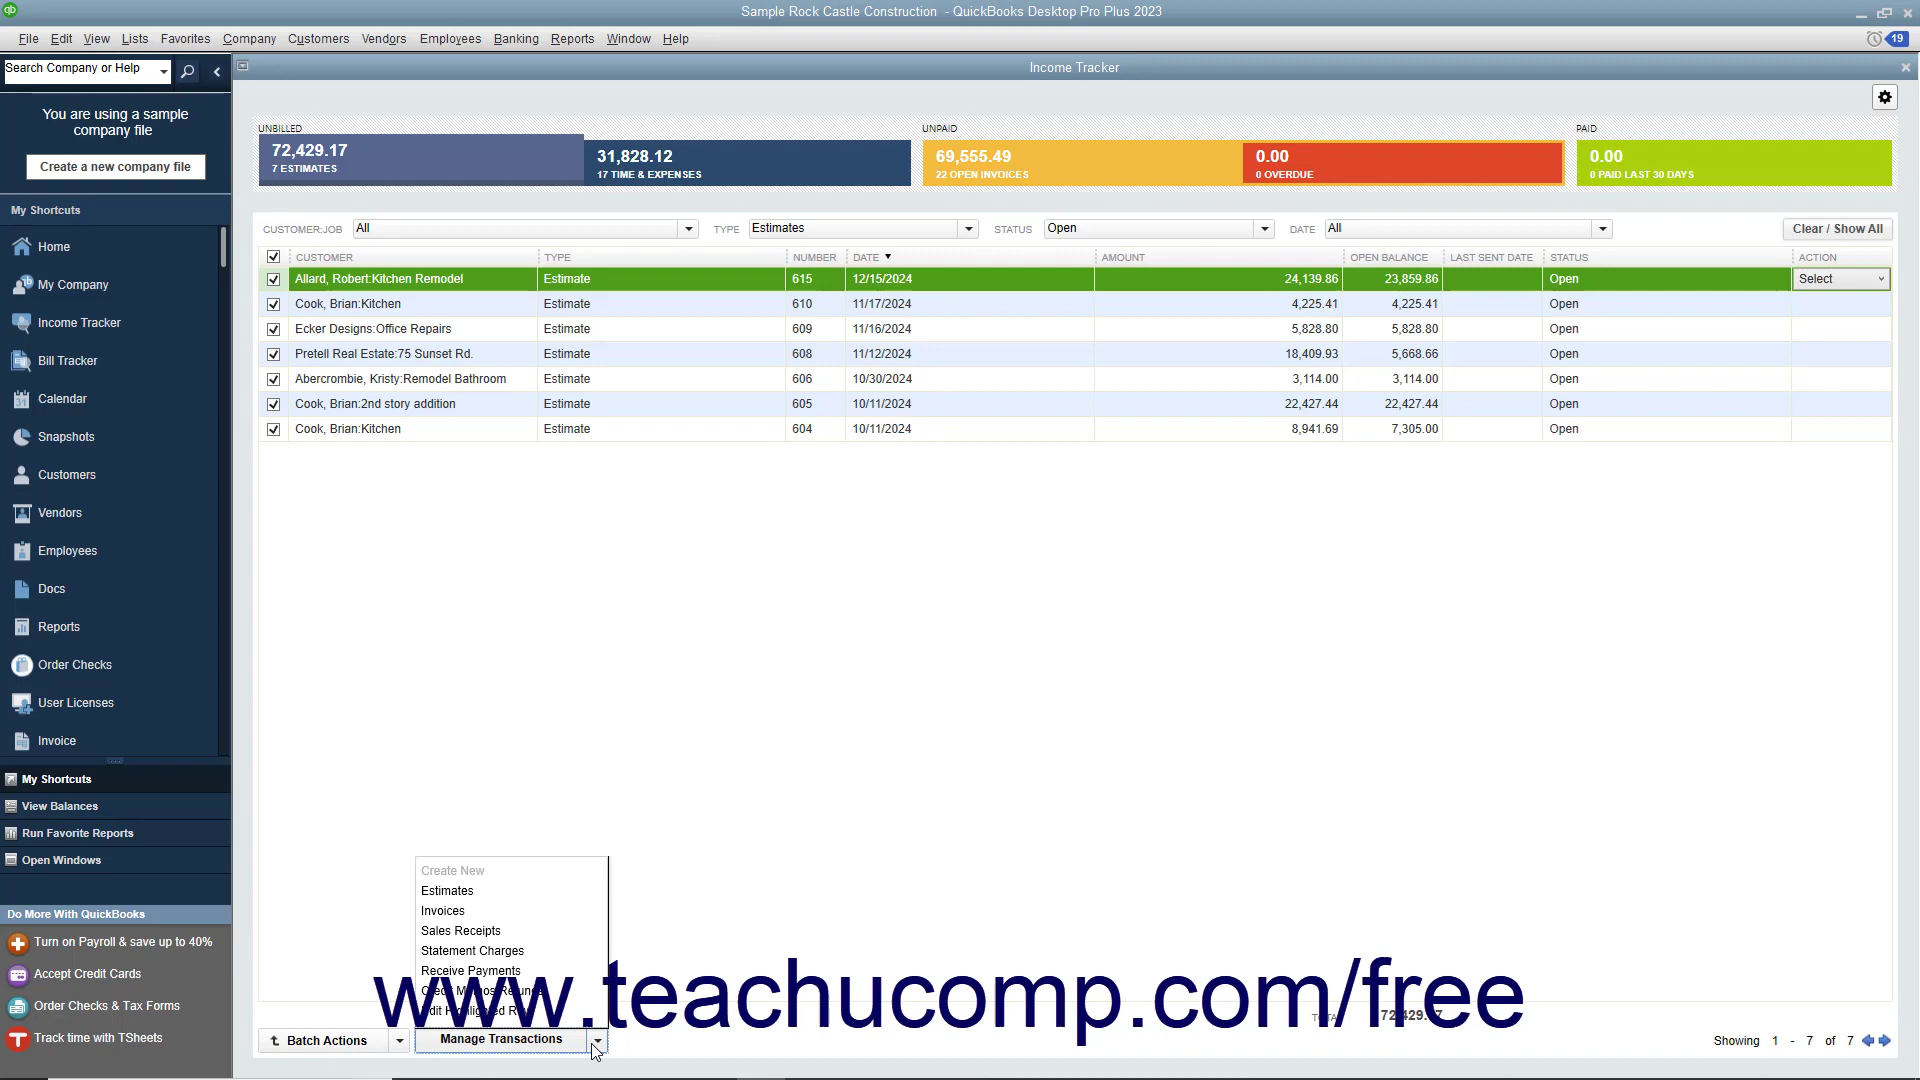 Sample Rock Castle Construction - QuickBooks Desktop Pro Plus 2023
File Edit View Lists Favorites Company Customers Vendors Employees Banking Reports Window Help
19
Search Company or Help
Income Tracker
You are using a sample
company file
Create a new company file
My Shortcuts
Home
My Company
Income Tracker
Bill Tracker
Calendar
Snapshots
Customers
Vendors
Employees
Docs
Reports
Order Checks
User Licenses
Invoice
My Shortcuts
View Balances
Run Favorite Reports
Open Windows
Do More With QuickBooks
Turn on Payroll & save up to 40%
Accept Credit Cards
Order Checks & Tax Forms
Track time with TSheets
UNBILLED UNPAID PAID
72,429.17 31,828.12 69,555.49 0.00 0.00
7 ESTIMATES 17 TIME & EXPENSES 22 OPEN INVOICES 0 OVERDUE 0 PAID LAST 30 DAYS
CUSTOMER:JOB All TYPE Estimates STATUS Open DATE All Clear / Show All
CUSTOMER TYPE NUMBER DATE AMOUNT OPEN BALANCE LAST SENT DATE STATUS ACTION
Allard, Robert:Kitchen Remodel Estimate 615 12/15/2024 24,139.86 23,859.86 Open Select
Cook, Brian:Kitchen Estimate 610 11/17/2024 4,225.41 4,225.41 Open
Ecker Designs:Office Repairs Estimate 609 11/16/2024 5,828.80 5,828.80 Open
Pretell Real Estate:75 Sunset Rd. Estimate 608 11/12/2024 18,409.93 5,668.66 Open
Abercrombie, Kristy:Remodel Bathroom Estimate 606 10/30/2024 3,114.00 3,114.00 Open
Cook, Brian:2nd story addition Estimate 605 10/11/2024 22,427.44 22,427.44 Open
Cook, Brian:Kitchen Estimate 604 10/11/2024 8,941.69 7,305.00 Open
Create New
Estimates
Invoices
Sales Receipts
Statement Charges
Receive Payments
www.teachucomp.com/free
Batch Actions Manage Transactions
Showing 1 - 7 of 7